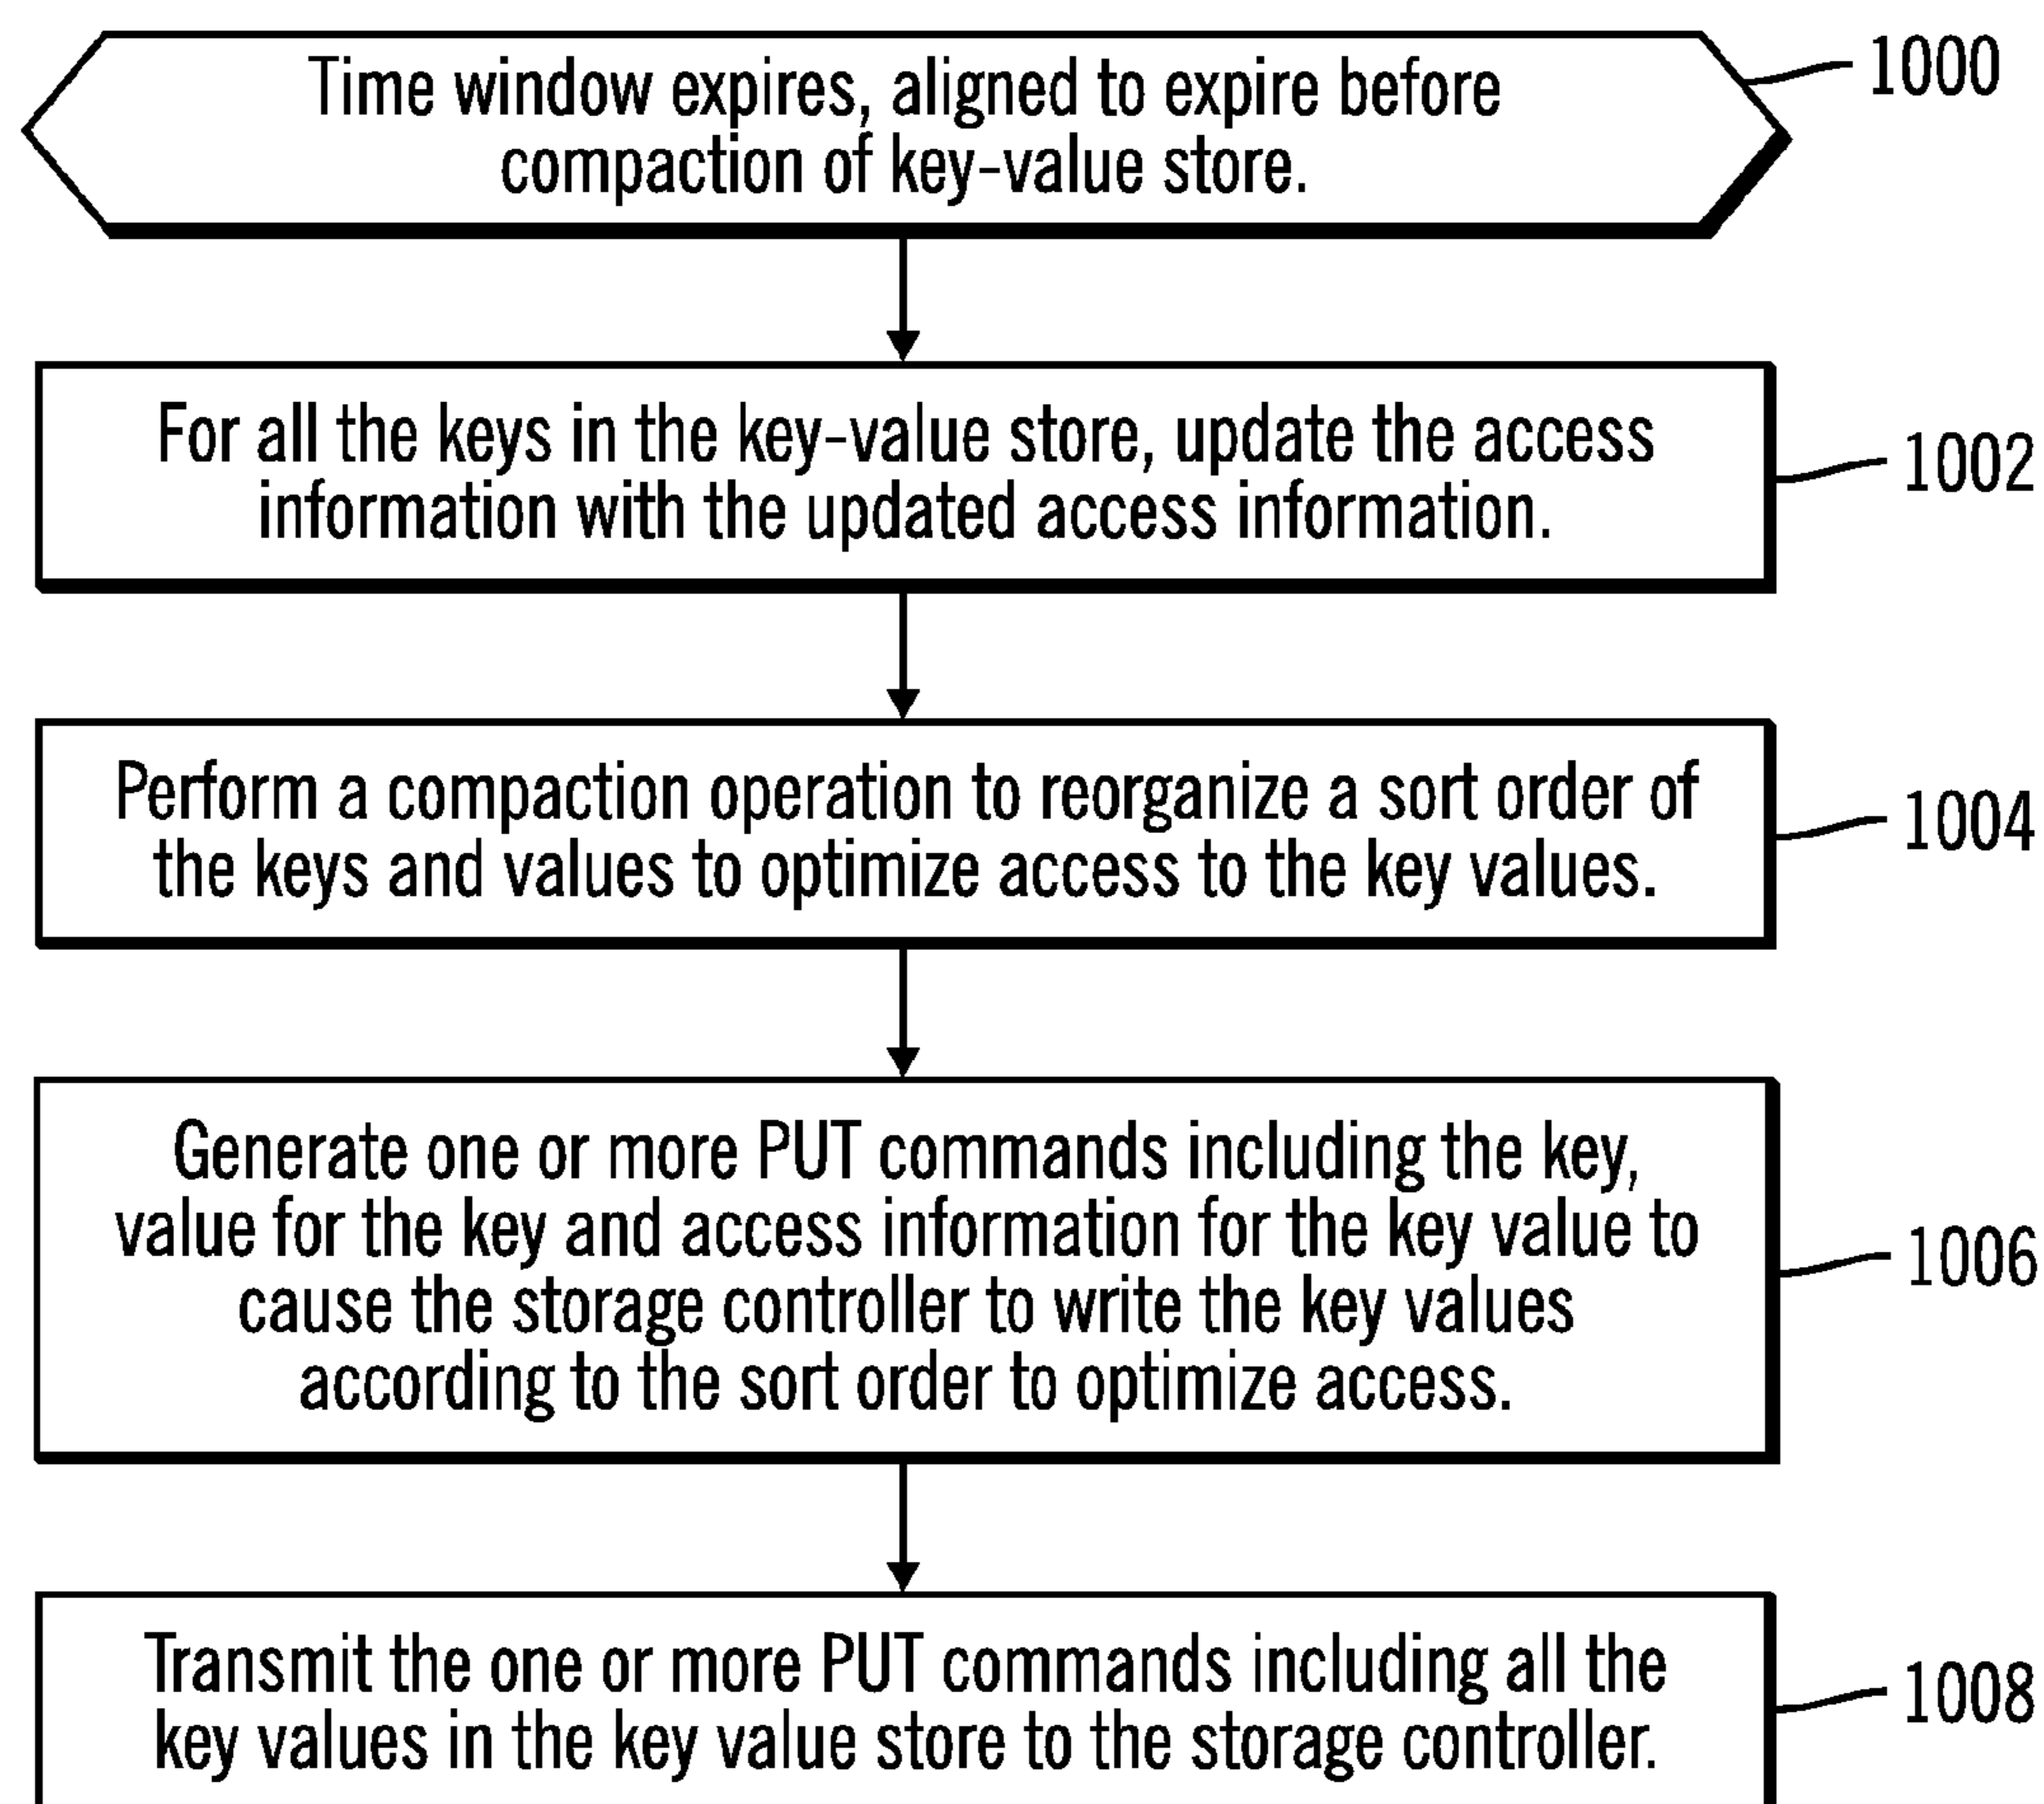 Time window expires, aligned to expire before
compaction of key-value store.
1000
For all the keys in the key-value store, update the access
information with the updated access information.
1002
Perform a compaction operation to reorganize a sort order of
the keys and values to optimize access to the key values.
1004
Generate one or more PUT commands including the key,
value for the key and access information for the key value to
cause the storage controller to write the key values
according to the sort order to optimize access.
1006
Transmit the one or more PUT commands including all the
key values in the key value store to the storage controller.
1008